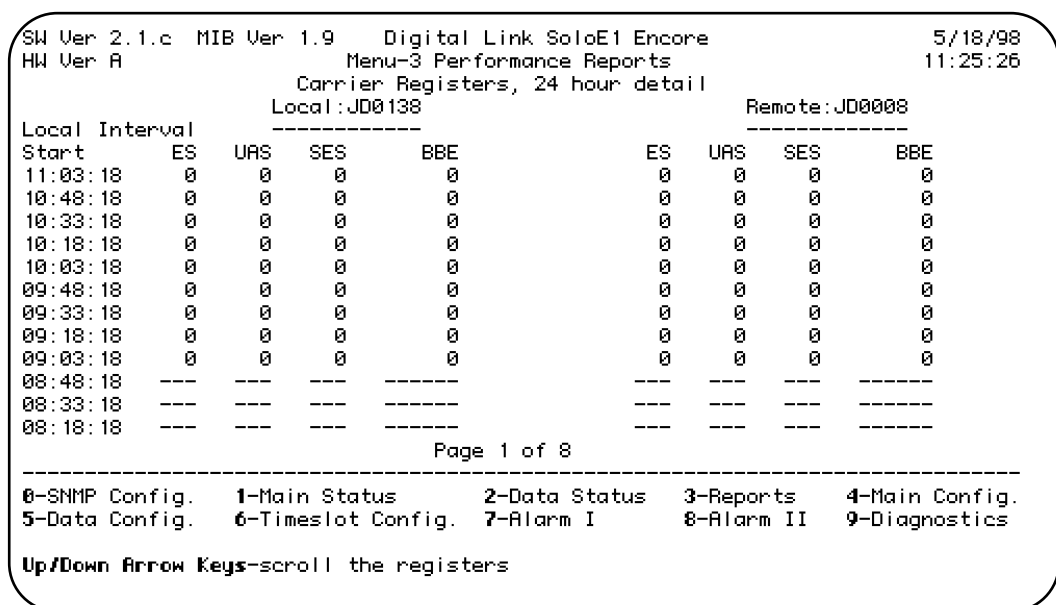 SW Ver 2.1.c  MIB Ver 1.9    Digital Link SoloE1 Encore    5/18/98
HW Ver A    Menu-3 Performance Reports    11:25:26
Carrier Registers, 24 hour detail
Local:JD0138    Remote:JD0008
Local Interval    ------------    -------------
Start    ES    UAS    SES    BBE    ES    UAS    SES    BBE
11:03:18    0    0    0    0    0    0    0    0
10:48:18    0    0    0    0    0    0    0    0
10:33:18    0    0    0    0    0    0    0    0
10:18:18    0    0    0    0    0    0    0    0
10:03:18    0    0    0    0    0    0    0    0
09:48:18    0    0    0    0    0    0    0    0
09:33:18    0    0    0    0    0    0    0    0
09:18:18    0    0    0    0    0    0    0    0
09:03:18    0    0    0    0    0    0    0    0
08:48:18    ---    ---    ---    ------    ---    ---    ---    ------
08:33:18    ---    ---    ---    ------    ---    ---    ---    ------
08:18:18    ---    ---    ---    ------    ---    ---    ---    ------
Page 1 of 8
--------------------------------------------------------------------------------
0-SNMP Config.    1-Main Status    2-Data Status    3-Reports    4-Main Config.
5-Data Config.    6-Timeslot Config.    7-Alarm I    8-Alarm II    9-Diagnostics
Up/Down Arrow Keys-scroll the registers